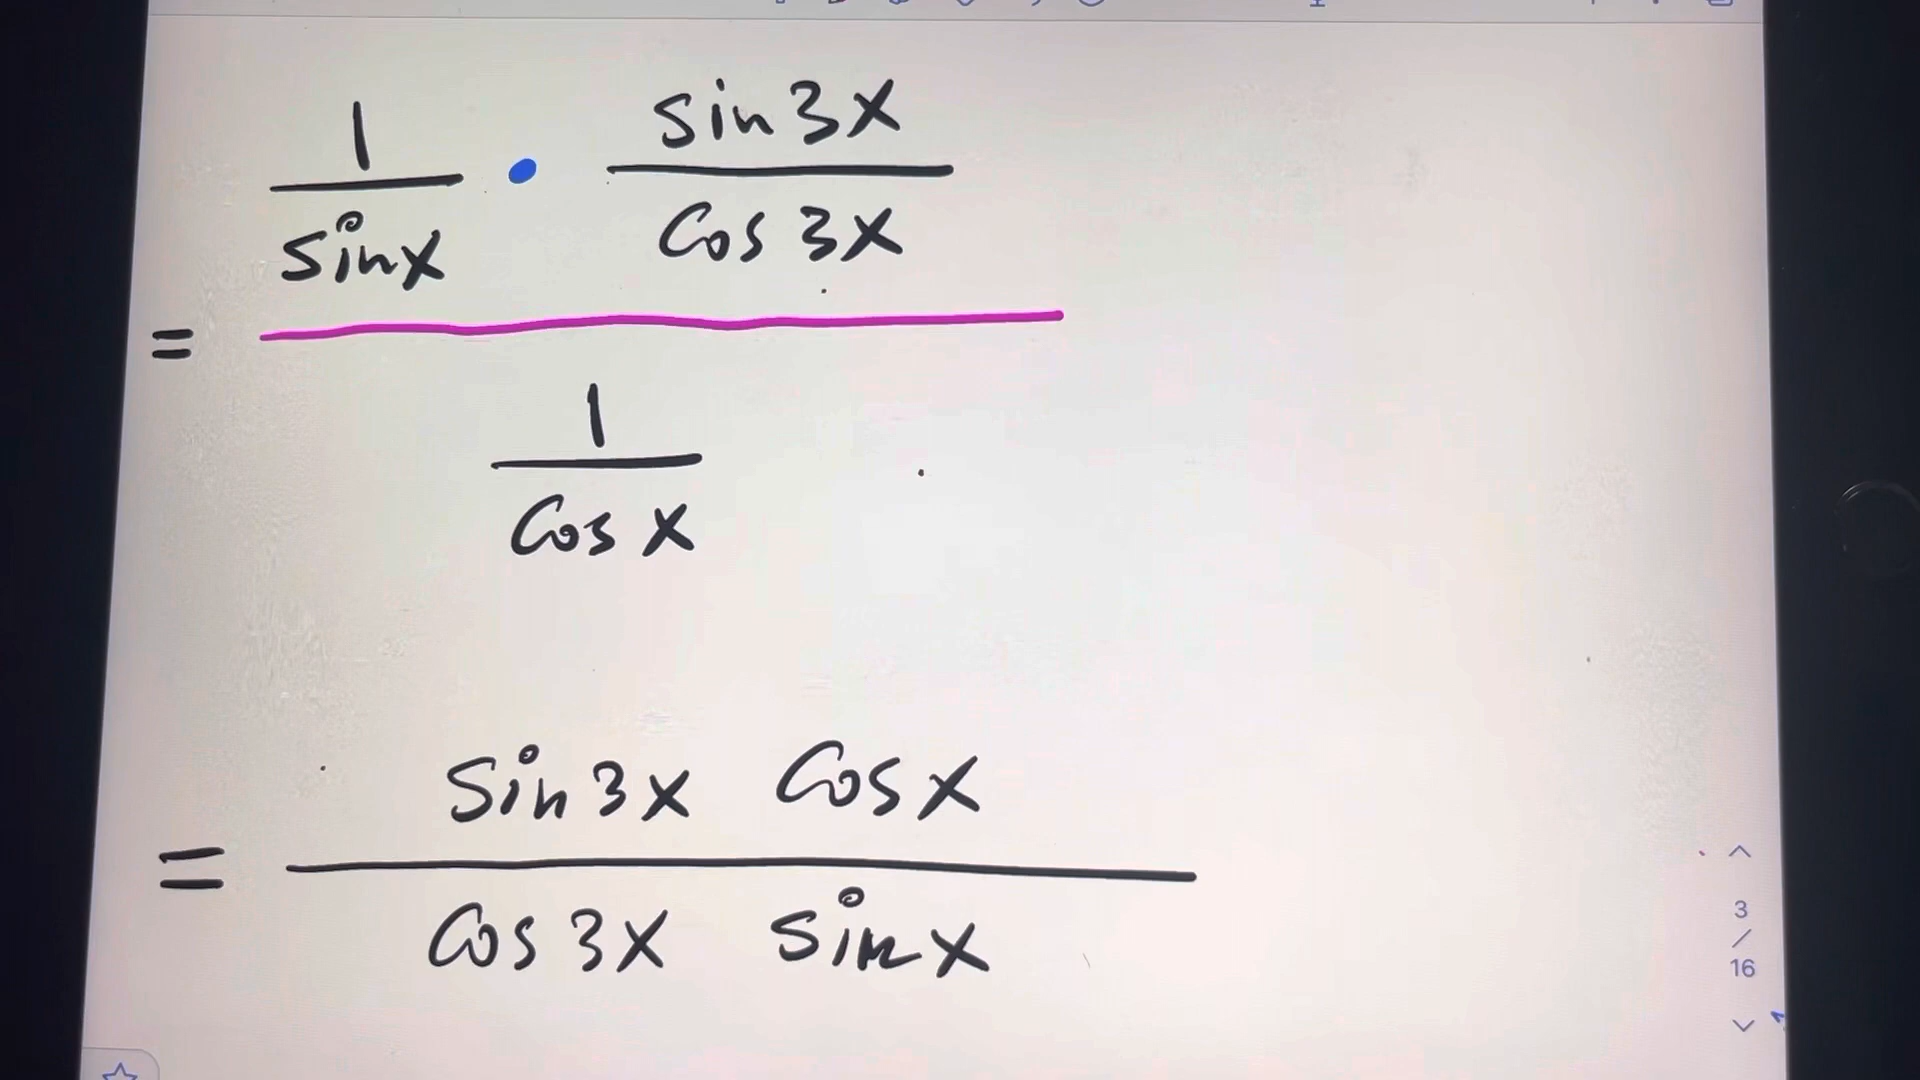 1/sinx • sin3x/cos3x
=
1/cosx
= sin3x cosx
cos3x sinx
3
/
16